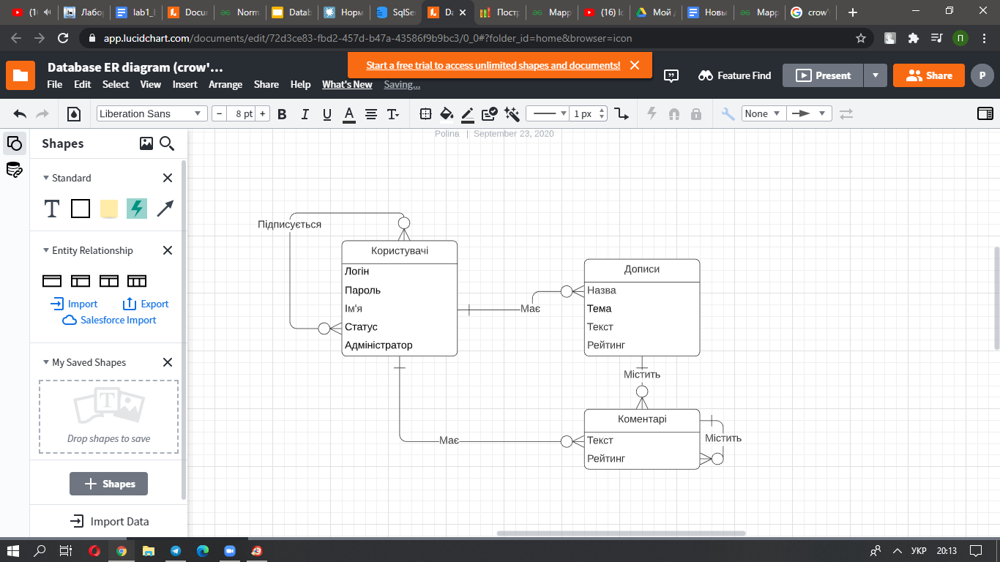 (1(
Лабор
lab1_b
Docun
Norm
Datab
Норм
SqlSer
Da
Постр
Mapp
(16) Ic
Мой д
Новы
Mapp
crow'
app.lucidchart.com/documents/edit/72d3ce83-fbd2-457d-b47a-43586f9b9bc3/0_0#?folder_id=home&browser=icon
П
Database ER diagram (crow'...
Start a free trial to access unlimited shapes and documents!
File Edit Select View Insert Arrange Share Help What's New Saving...
Feature Find
Present
Share
P
Liberation Sans
8 pt
B I U A T
1 px
None
Polina | September 23, 2020
Shapes
Standard
T
Entity Relationship
Import
Export
Salesforce Import
My Saved Shapes
T
Drop shapes to save
Shapes
Import Data
Підписується
Користувачі
Логін
Пароль
Ім'я
Статус
Адміністратор
Має
Дописи
Назва
Тема
Текст
Рейтинг
Містить
Коментарі
Текст
Рейтинг
Містить
Має
УКР
20:13